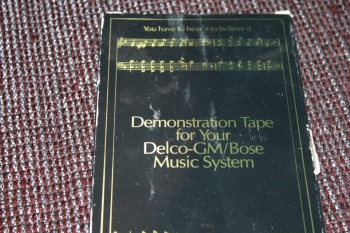 You have to hear it to believe it
Demonstration Tape
for Your
Delco-GM/Bose
Music System